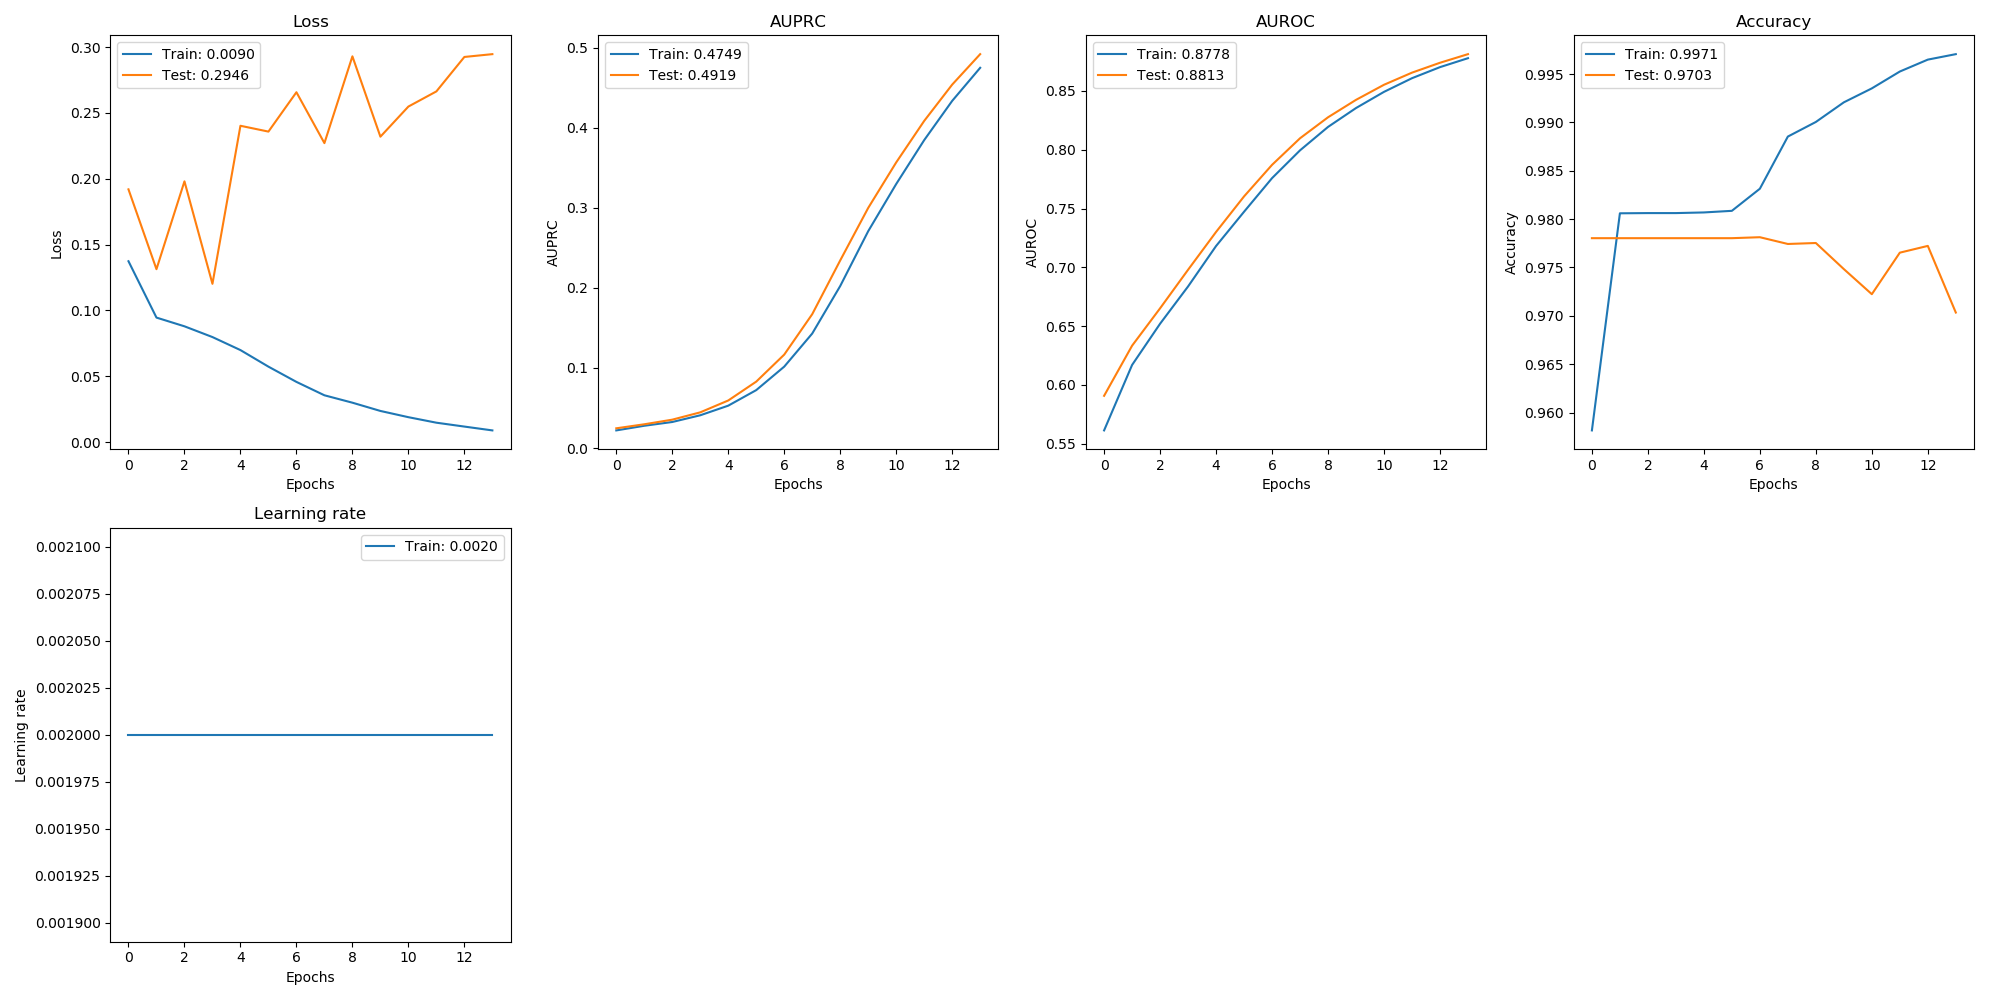 Loss
Train: 0.0090
Test: 0.2946
0.30
0.25
0.20
0.15
0.10
0.05
0.00
Loss
0 2 4 6 8 10 12
Epochs
AUPRC
Train: 0.4749
Test: 0.4919
0.5
0.4
0.3
0.2
0.1
0.0
AUPRC
0 2 4 6 8 10 12
Epochs
AUROC
Train: 0.8778
Test: 0.8813
0.85
0.80
0.75
0.70
0.65
0.60
0.55
AUROC
0 2 4 6 8 10 12
Epochs
Accuracy
Train: 0.9971
Test: 0.9703
0.995
0.990
0.985
0.980
0.975
0.970
0.965
0.960
Accuracy
0 2 4 6 8 10 12
Epochs
Learning rate
Train: 0.0020
0.002100
0.002075
0.002050
0.002025
0.002000
0.001975
0.001950
0.001925
0.001900
Learning rate
0 2 4 6 8 10 12
Epochs